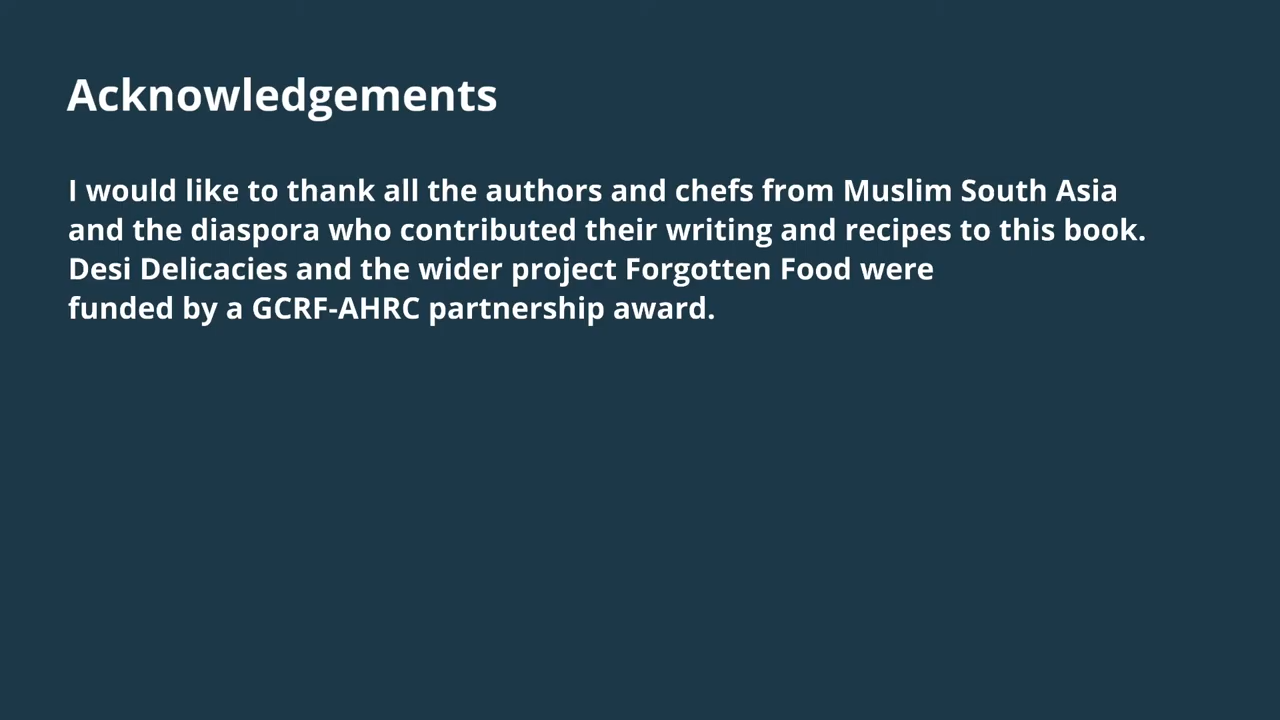 Acknowledgements
I would like to thank all the authors and chefs from Muslim South Asia
and the diaspora who contributed their writing and recipes to this book.
Desi Delicacies and the wider project Forgotten Food were
funded by a GCRF-AHRC partnership award.